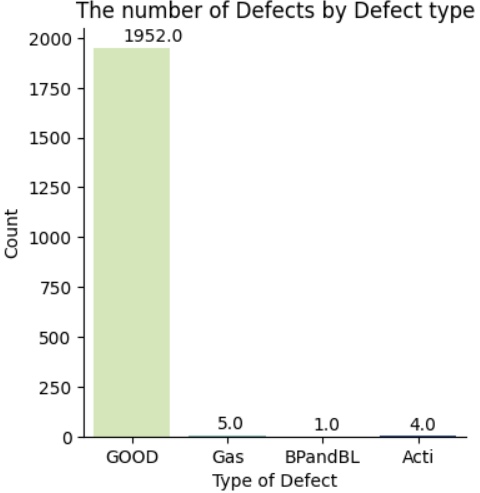 The number of Defects by Defect type
1952.0
2000
1750
1500
1250
1000
750
500
250
0
Count
5.0
1.0
4.0
GOOD
Gas
BPandBL
Acti
Type of Defect